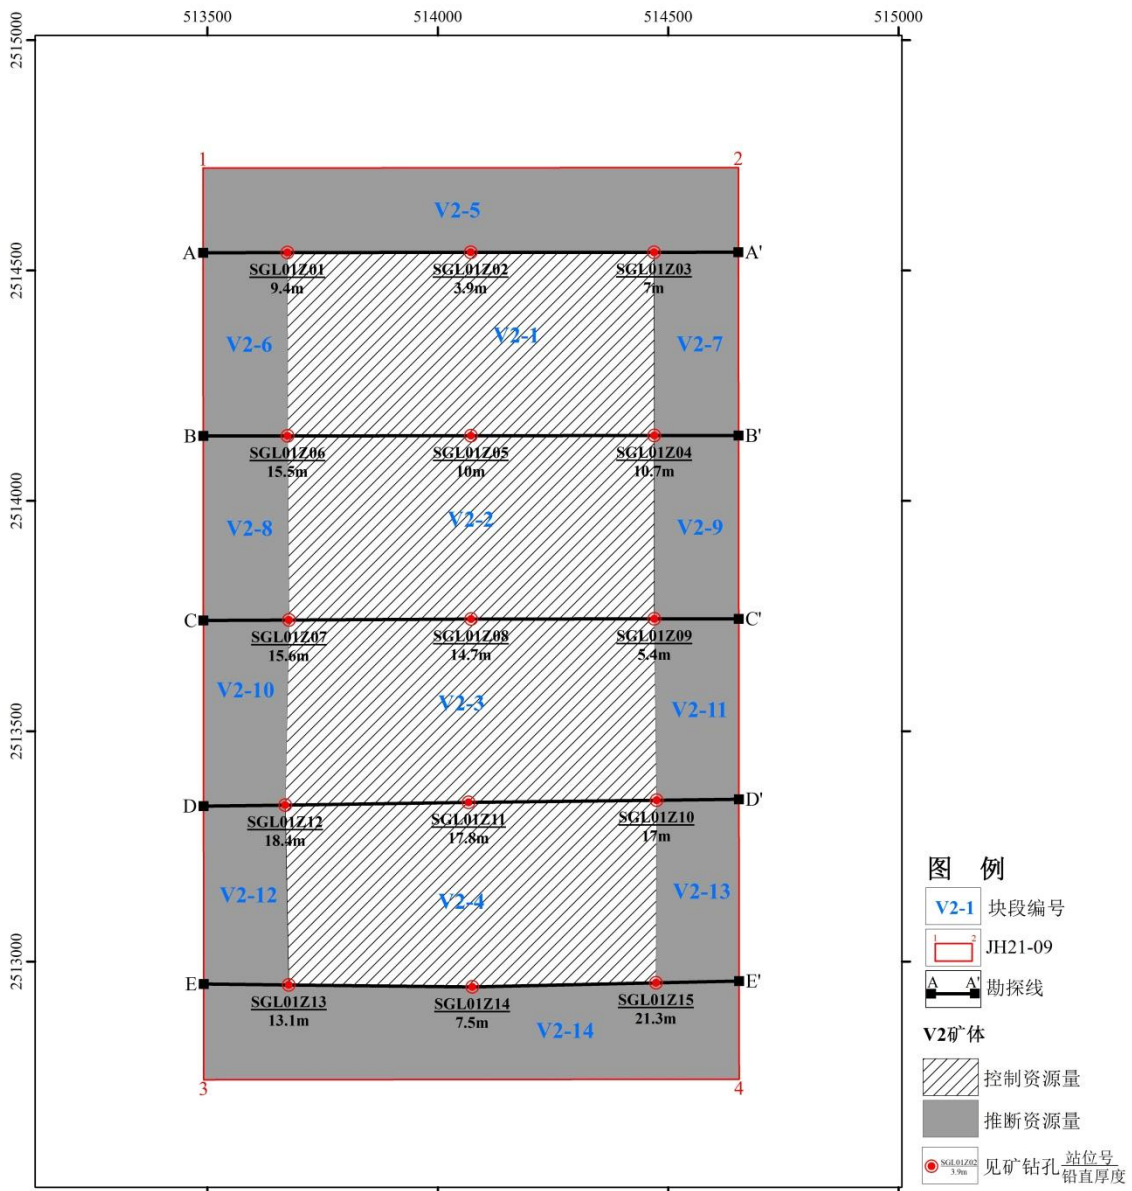 513500 514000 514500 515000
2515000
1 2
V2-5
A A'
2514500
SGL01Z01 SGL01Z02 SGL01Z03
9.4m 3.9m 7m
V2-6 V2-1 V2-7
B B'
SGL01Z06 SGL01Z05 SGL01Z04
15.5m 10m 10.7m
2514000
V2-8 V2-2 V2-9
C C'
SGL01Z07 SGL01Z08 SGL01Z09
15.6m 14.7m 5.4m
V2-10 V2-3 V2-11
2513500
D D'
SGL01Z12 SGL01Z11 SGL01Z10
18.4m 17.8m 17m
V2-12 V2-4 V2-13
2513000
E E'
SGL01Z13 SGL01Z14 SGL01Z15
13.1m 7.5m 21.3m
V2-14
3 4
图 例
V2-1 块段编号
1 2 JH21-09
A A' 勘探线
V2矿体
控制资源量
推断资源量
SGL01Z02 见矿钻孔 站位号
3.9m 铅直厚度